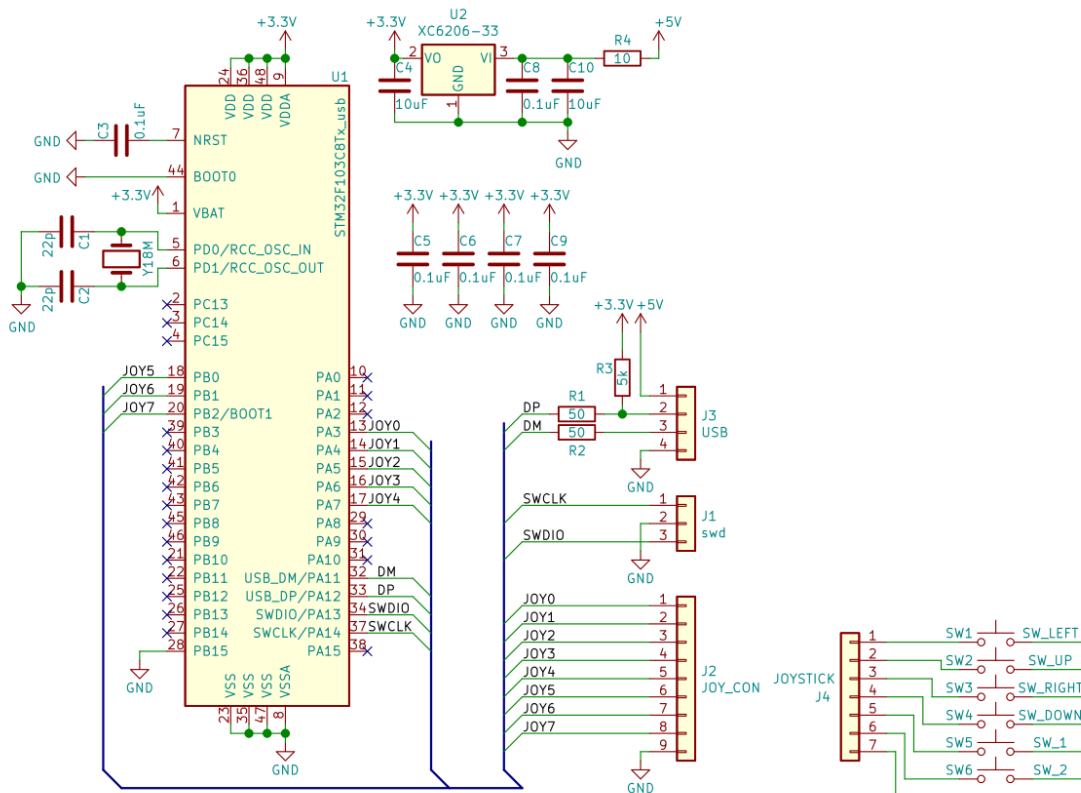 +3.3V
U1
24 VDD
36 VDD
48 VDD
9 VDDA
STM32F103C8Tx_usb
GND
C3
0.1uF
7 NRST
GND
44 BOOT0
+3.3V
1 VBAT
22p
C1
5 PD0/RCC_OSC_IN
Y18M
6 PD1/RCC_OSC_OUT
22p
C2
GND
2 PC13
3 PC14
4 PC15
JOY5 18 PB0
JOY6 19 PB1
JOY7 20 PB2/BOOT1
39 PB3
40 PB4
41 PB5
42 PB6
43 PB7
45 PB8
46 PB9
21 PB10
22 PB11
25 PB12
26 PB13
27 PB14
28 PB15
GND
PA0 10
PA1 11
PA2 12
PA3 13 JOY0
PA4 14 JOY1
PA5 15 JOY2
PA6 16 JOY3
PA7 17 JOY4
PA8 29
PA9 30
PA10 31
USB_DM/PA11 32 DM
USB_DP/PA12 33 DP
SWDIO/PA13 34 SWDIO
SWCLK/PA14 37 SWCLK
PA15 38
23 VSS
35 VSS
47 VSS
8 VSSA
GND
U2
XC6206-33
+3.3V
2 VO
VI 3
GND
1
C4
10uF
C8
0.1uF
C10
10uF
R4
10
+5V
GND
+3.3V
C5
0.1uF
GND
+3.3V
C6
0.1uF
GND
+3.3V
C7
0.1uF
GND
+3.3V
C9
0.1uF
GND
+3.3V
+5V
R3
5k
DP
R1
50
DM
50
R2
1
2
3
4
J3
USB
GND
SWCLK 1
2
SWDIO 3
J1
swd
GND
JOY0 1
JOY1 2
JOY2 3
JOY3 4
JOY4 5
JOY5 6
JOY6 7
JOY7 8
9
J2
JOY_CON
GND
JOYSTICK
J4
1 SW1 SW_LEFT
2 SW2 SW_UP
3 SW3 SW_RIGHT
4 SW4 SW_DOWN
5 SW5 SW_1
6 SW6 SW_2
7